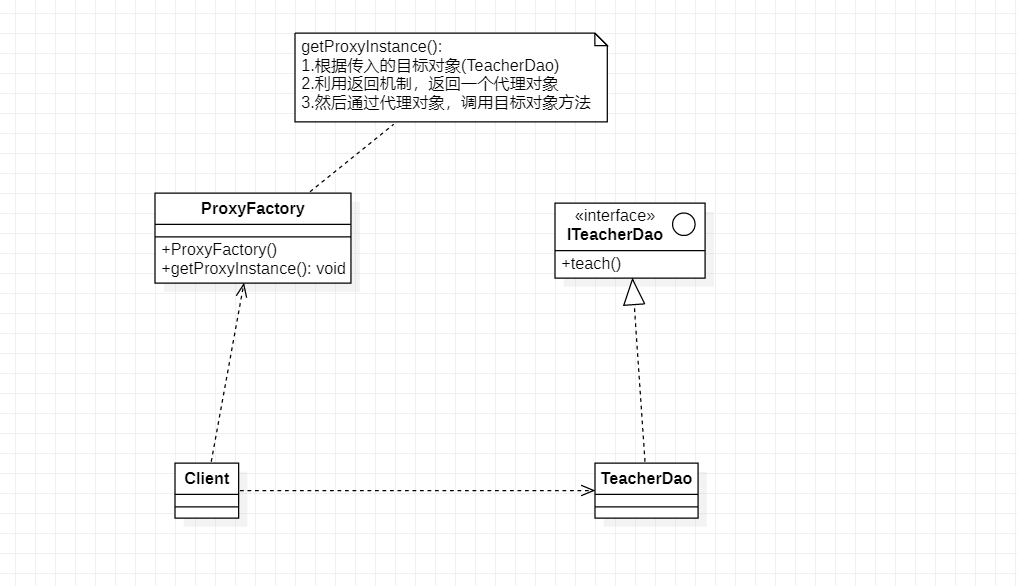 getProxyInstance():
1.根据传入的目标对象(TeacherDao)
2.利用返回机制，返回一个代理对象
3.然后通过代理对象，调用目标对象方法
ProxyFactory
+ProxyFactory()
+getProxyInstance(): void
«interface»
ITeacherDao
+teach()
Client
TeacherDao